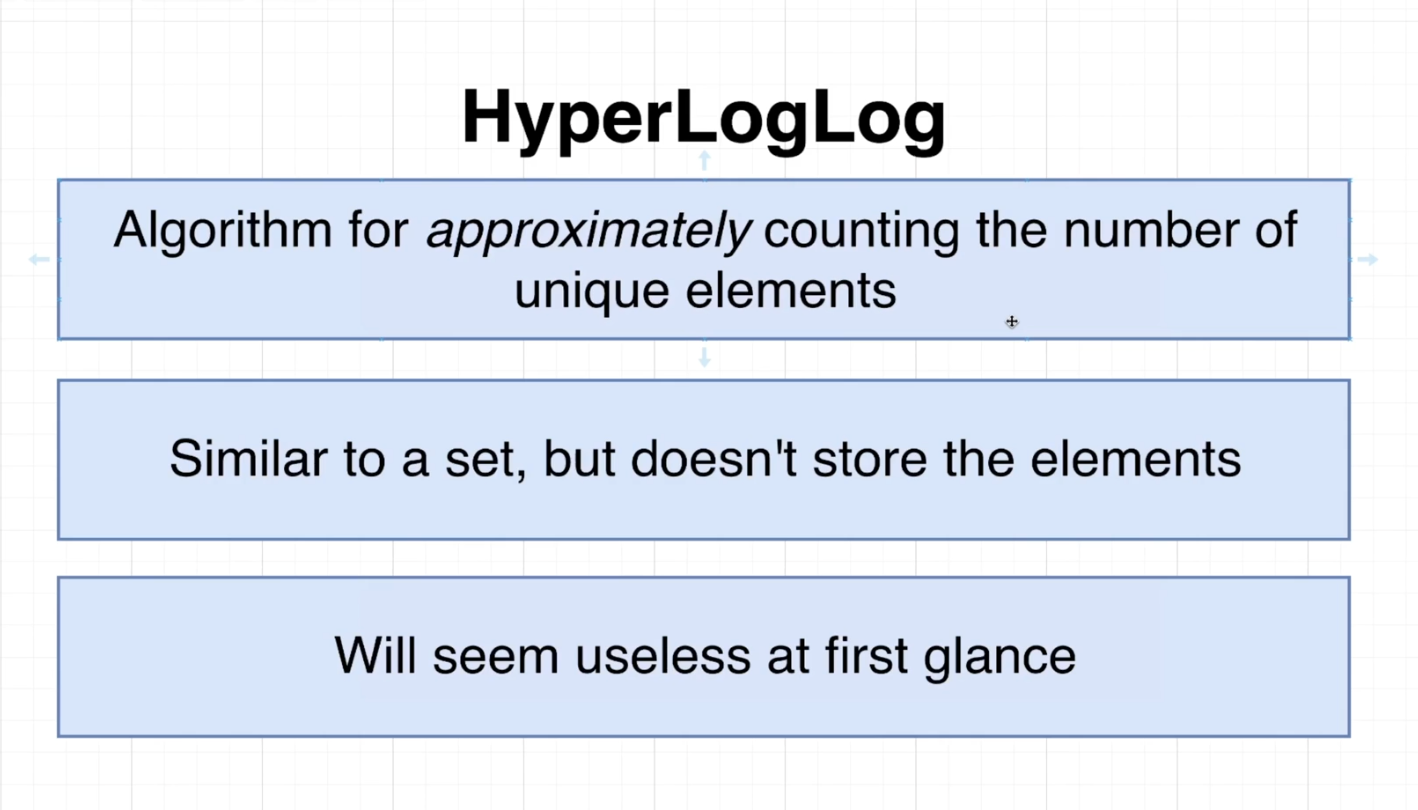 HyperLogLog
Algorithm for approximately counting the number of
unique elements
Similar to a set, but doesn't store the elements
Will seem useless at first glance